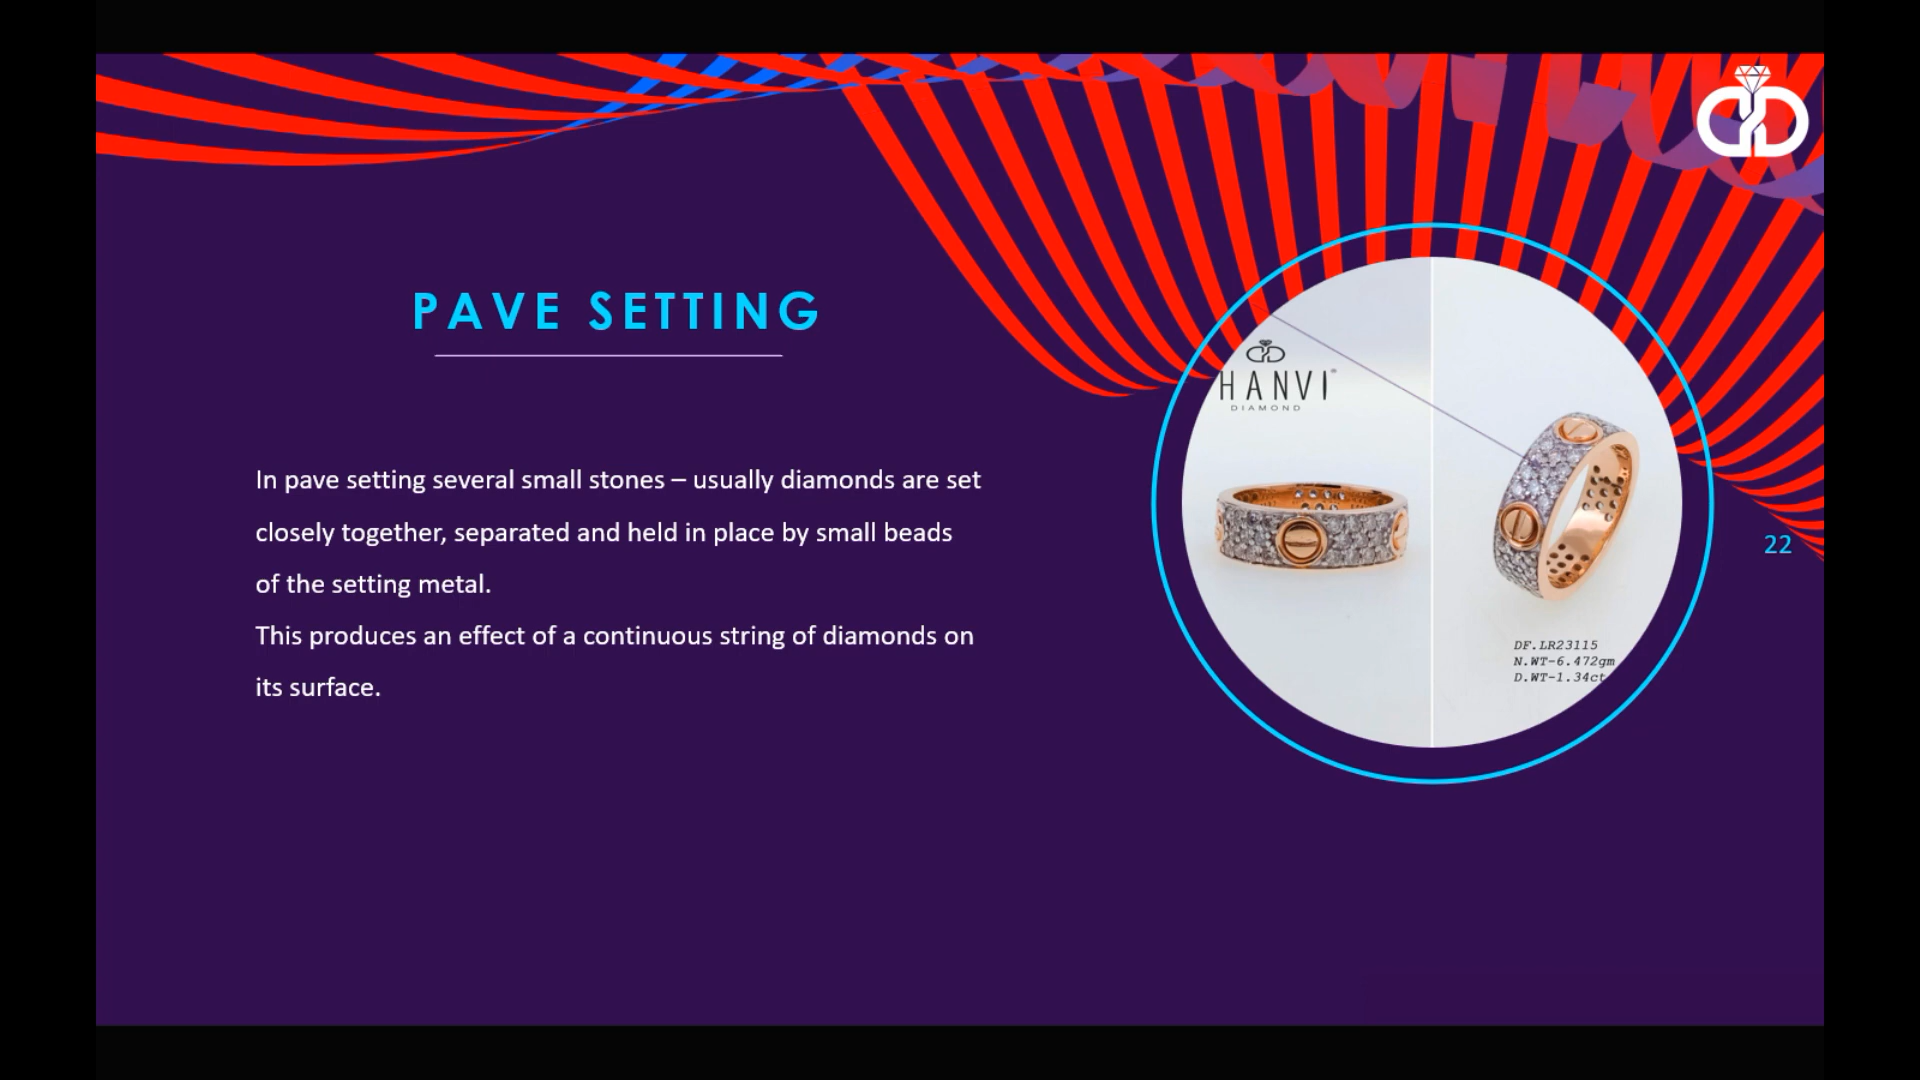 PAVE SETTING
In pave setting several small stones – usually diamonds are set
closely together, separated and held in place by small beads
of the setting metal.
This produces an effect of a continuous string of diamonds on
its surface.
HANVI
DIAMOND
DF.LR23115
N.WT-6.472gm
D.WT-1.34ct
22